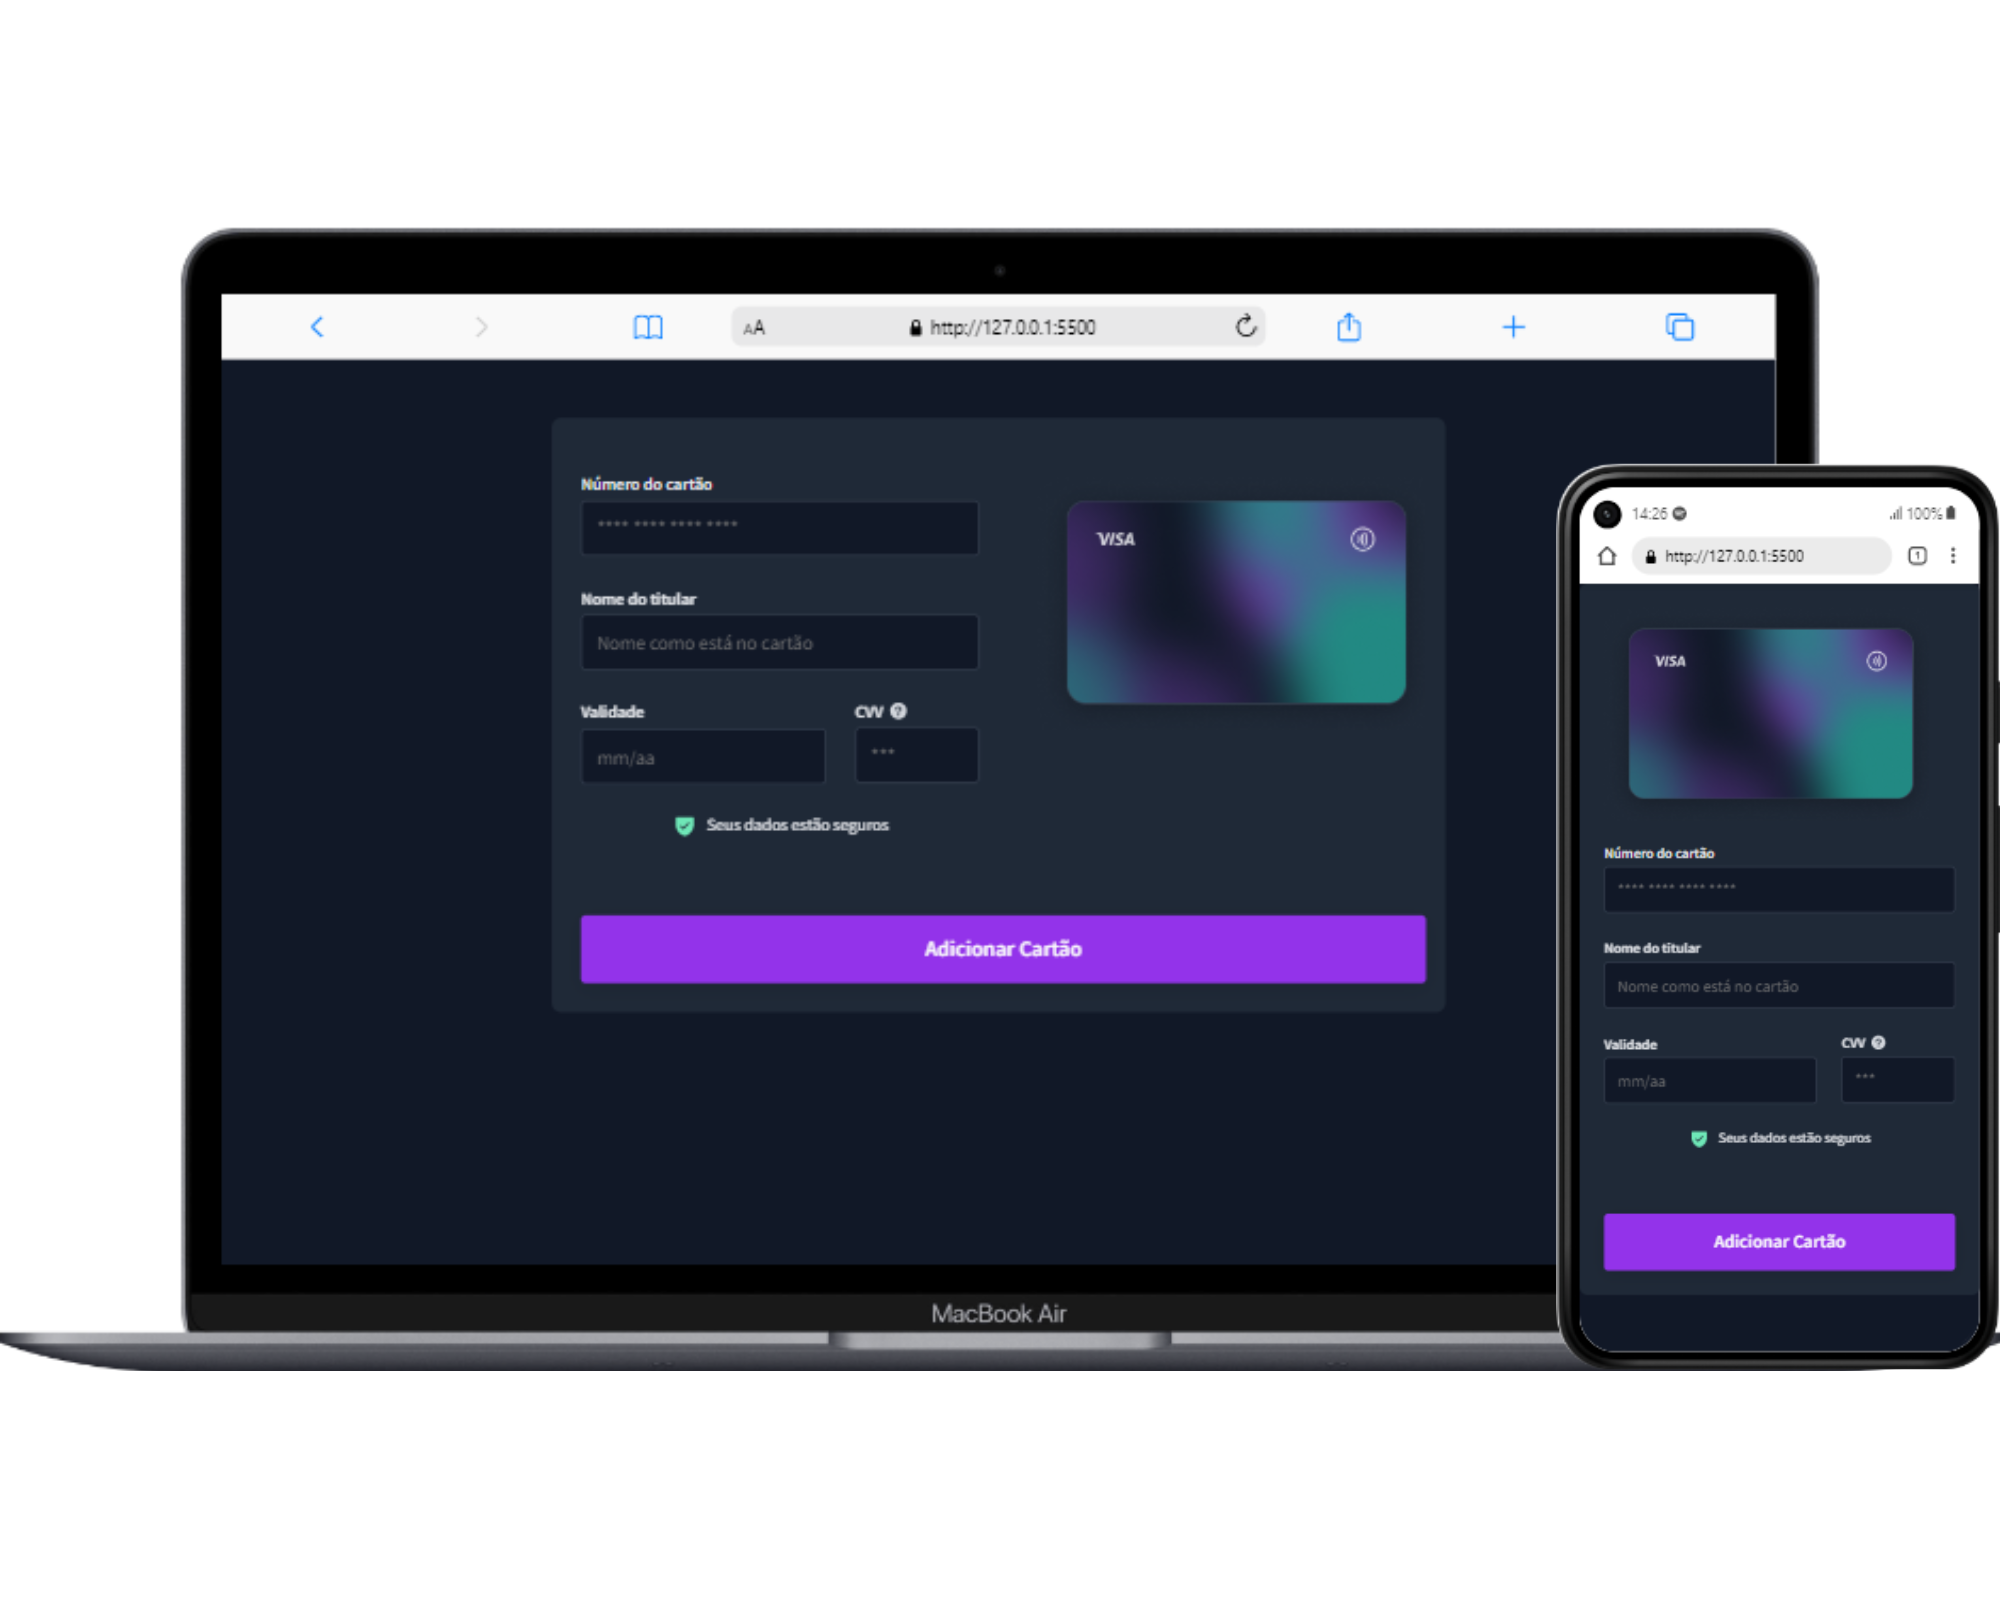 AA http://127.0.0.1:5500
Número do cartão
**** **** **** ****
VISA
Nome do titular
Nome como está no cartão
Validade
CVV ?
mm/aa
***
Seus dados estão seguros
Adicionar Cartão
MacBook Air
14:26
100%
http://127.0.0.1:5500
1
VISA
Número do cartão
**** **** **** ****
Nome do titular
Nome como está no cartão
Validade
CVV ?
mm/aa
***
Seus dados estão seguros
Adicionar Cartão